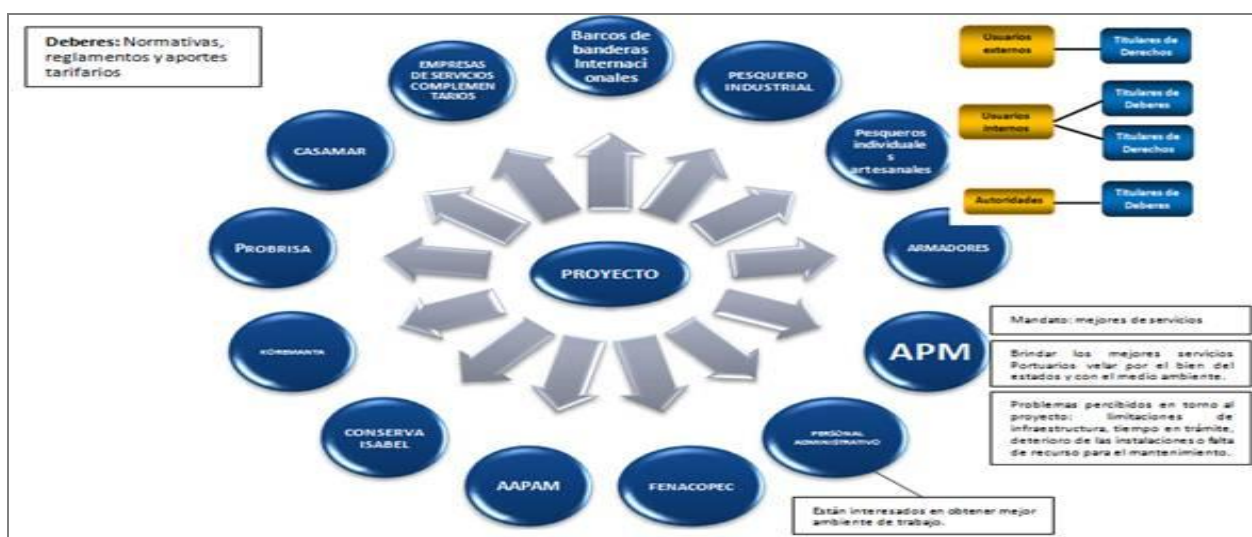 Deberes: Normativas,
reglamentos y aportes
tarifarios
EMPRESAS
DE SERVICIOS
COMPLEMEN
TARIOS
Barcos de
banderas
Internaci
onales
PESQUERO
INDUSTRIAL
Pesqueros
individuale
s
artesanales
Usuarios
externos
Titulares de
Derechos
Usuarios
Internos
Titulares de
Deberes
Titulares de
Derechos
Autoridades
Titulares de
Deberes
CASAMAR
PROBRISA
PROYECTO
ARMADORES
KOREMANTA
APM
Mandato: mejores de servicios
Brindar los mejores servicios
Portuarios velar por el bien del
estados y con el medio ambiente.
Problemas percibidos en torno al
proyecto: limitaciones de
infraestructura, tiempo en trámite,
deterioro de las instalaciones o falta
de recurso para el mantenimiento.
CONSERVA
ISABEL
AAPAM
FENACOPEC
PERSONAL
ADMINISTRATIVO
Están interesados en obtener mejor
ambiente de trabajo.